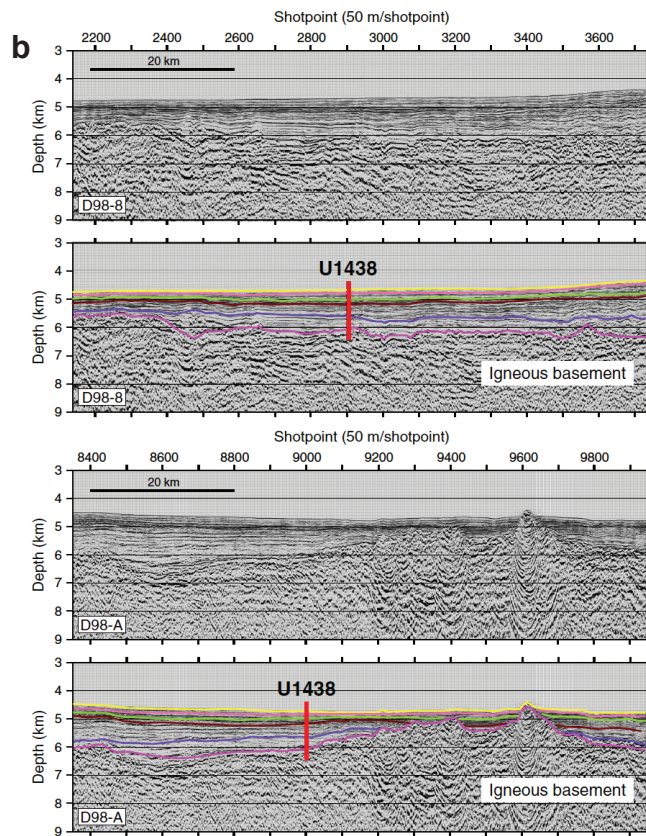 b
Shotpoint (50 m/shotpoint)
2200 2400 2600 2800 3000 3200 3400 3600
20 km
3
4
5
6
7
8
9
Depth (km)
D98-8
U1438
3
4
5
6
7
8
9
Depth (km)
Igneous basement
D98-8
Shotpoint (50 m/shotpoint)
8400 8600 8800 9000 9200 9400 9600 9800
20 km
3
4
5
6
7
8
9
Depth (km)
D98-A
U1438
3
4
5
6
7
8
9
Depth (km)
Igneous basement
D98-A